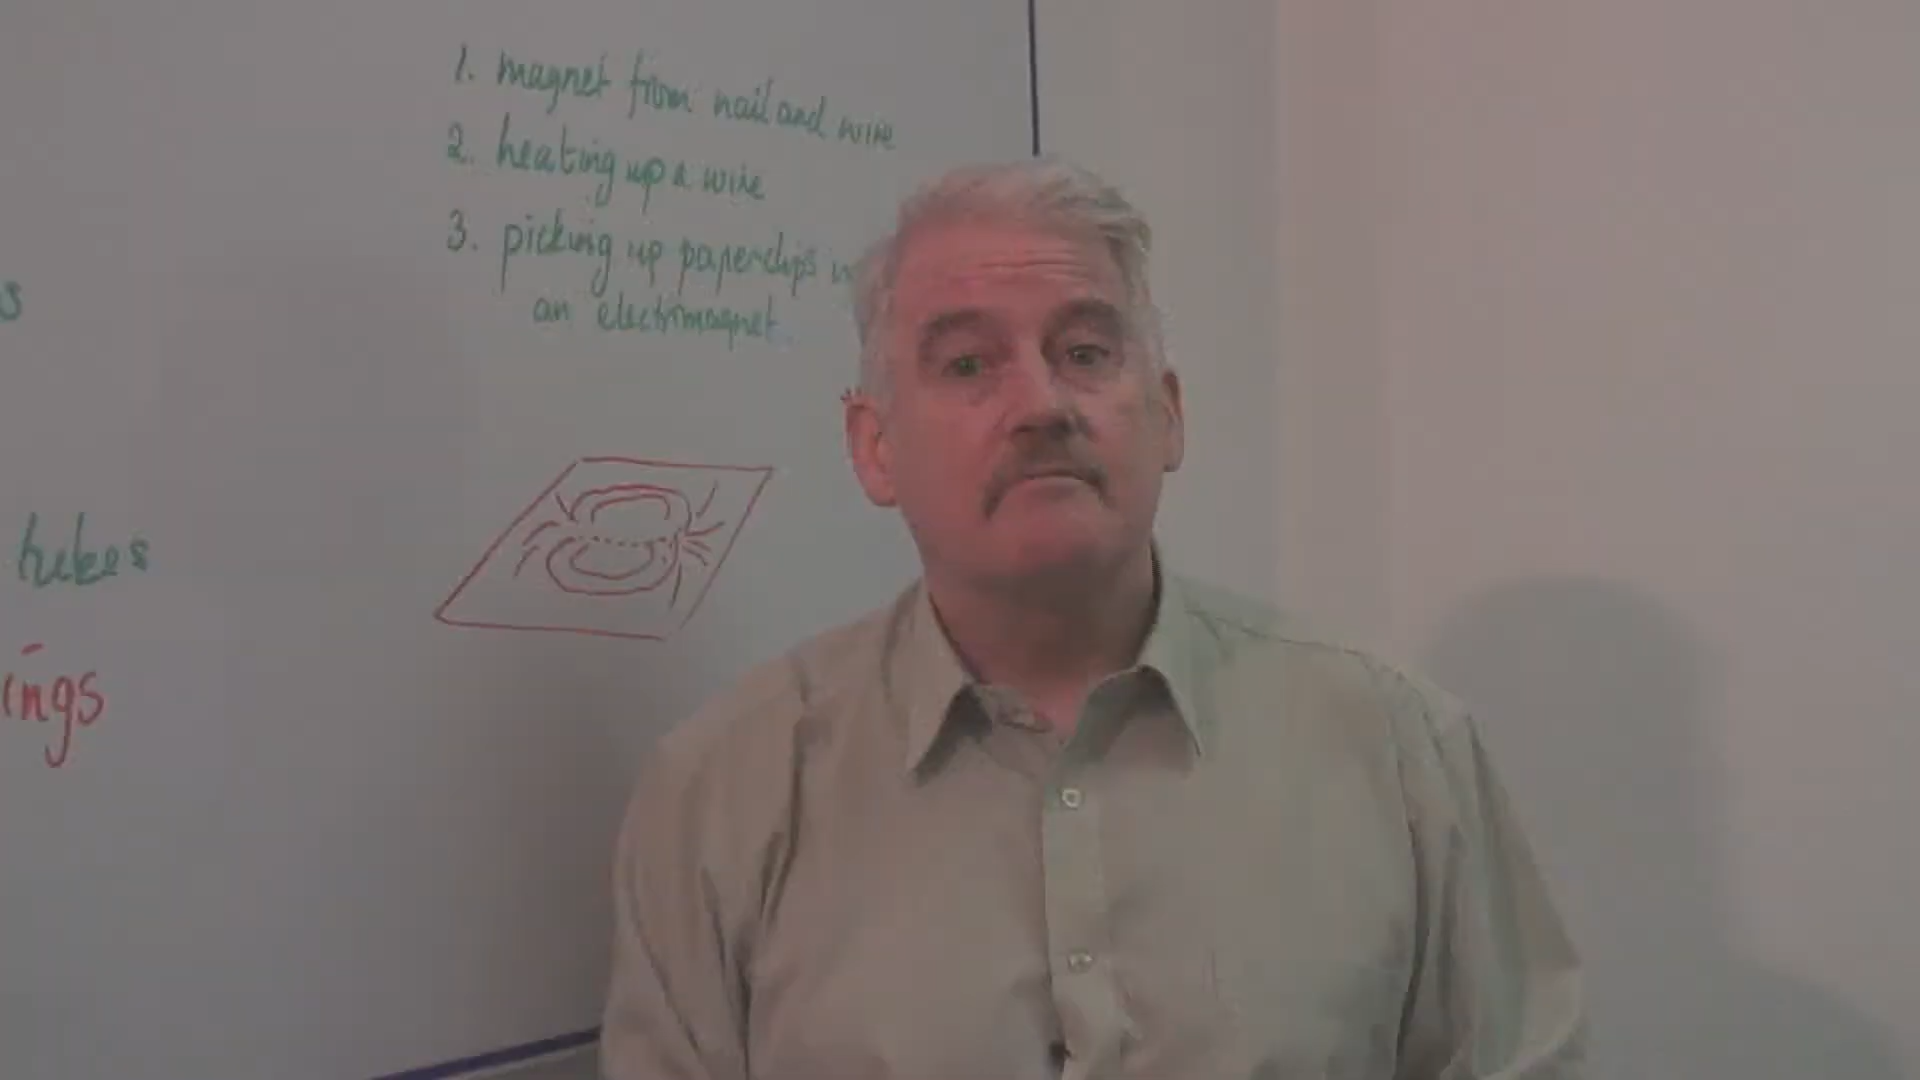 1. magnet from nail and wire
2. heating up a wire
3. picking up paperclips
an electromagnet.
s
tubes
ings